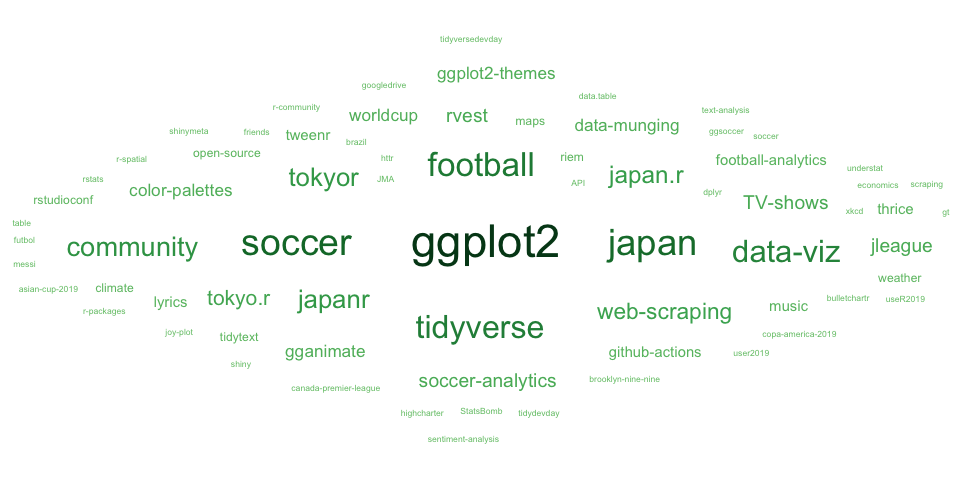 tidyversedevday
ggplot2-themes
googledrive
data.table
r-community
worldcup
rvest
maps
data-munging
text-analysis
shinymeta
friends
tweenr
brazil
ggsoccer
soccer
r-spatial
open-source
httr
football
riem
football-analytics
understat
rstats
color-palettes
tokyor
JMA
API
japan.r
dplyr
economics
scraping
rstudioconf
TV-shows
xkcd
thrice
gt
table
futbol
community
soccer
ggplot2
japan
data-viz
jleague
messi
weather
asian-cup-2019
climate
lyrics
tokyo.r
japanr
bulletchartr
useR2019
r-packages
web-scraping
music
joy-plot
tidytext
tidyverse
copa-america-2019
shiny
gganimate
github-actions
user2019
canada-premier-league
soccer-analytics
brooklyn-nine-nine
highcharter
StatsBomb
tidydevday
sentiment-analysis